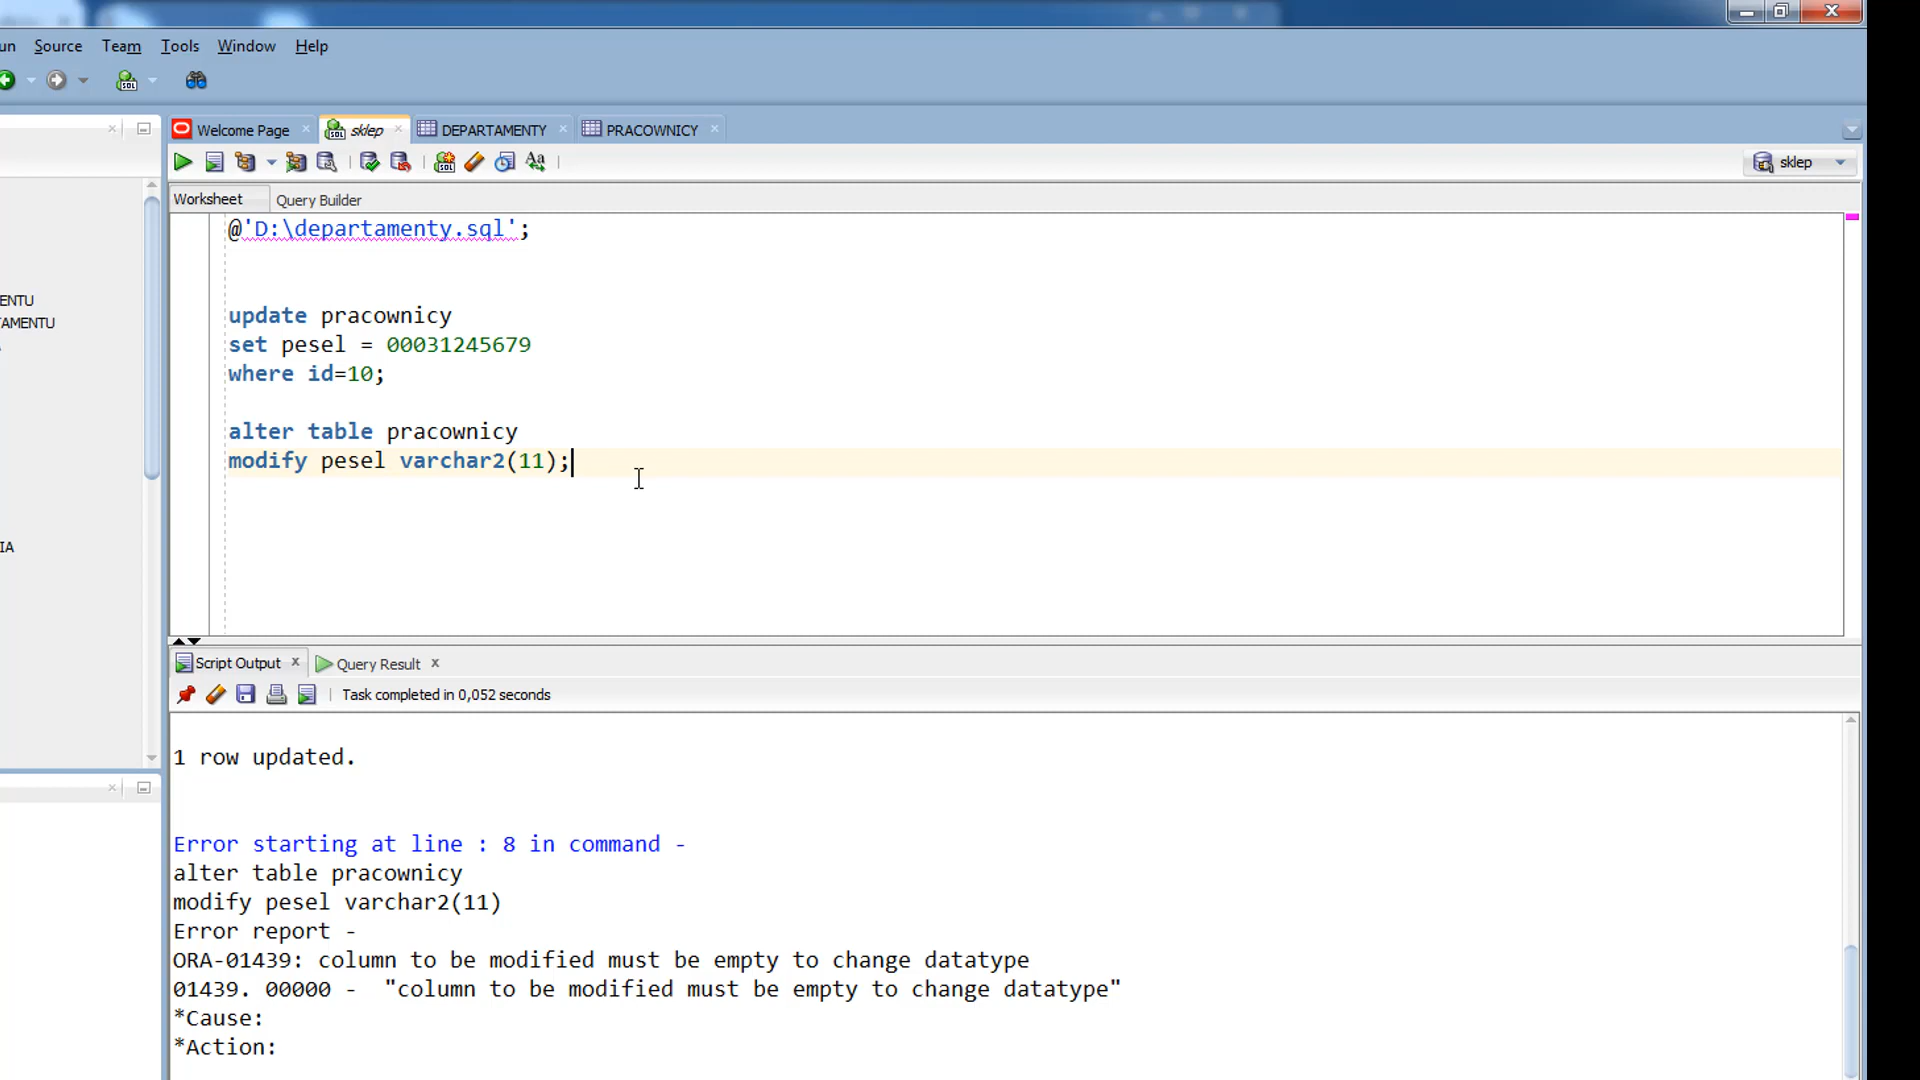 un Source Team Tools Window Help
Welcome Page sklep DEPARTAMENTY PRACOWNICY
sklep
Worksheet Query Builder
@'D:\departamenty.sql';
update pracownicy
set pesel = 00031245679
where id=10;
alter table pracownicy
modify pesel varchar2(11);
ENTU
AMENTU
IA
Script Output Query Result
Task completed in 0,052 seconds
1 row updated.
Error starting at line : 8 in command -
alter table pracownicy
modify pesel varchar2(11)
Error report -
ORA-01439: column to be modified must be empty to change datatype
01439. 00000 - "column to be modified must be empty to change datatype"
*Cause:
*Action: